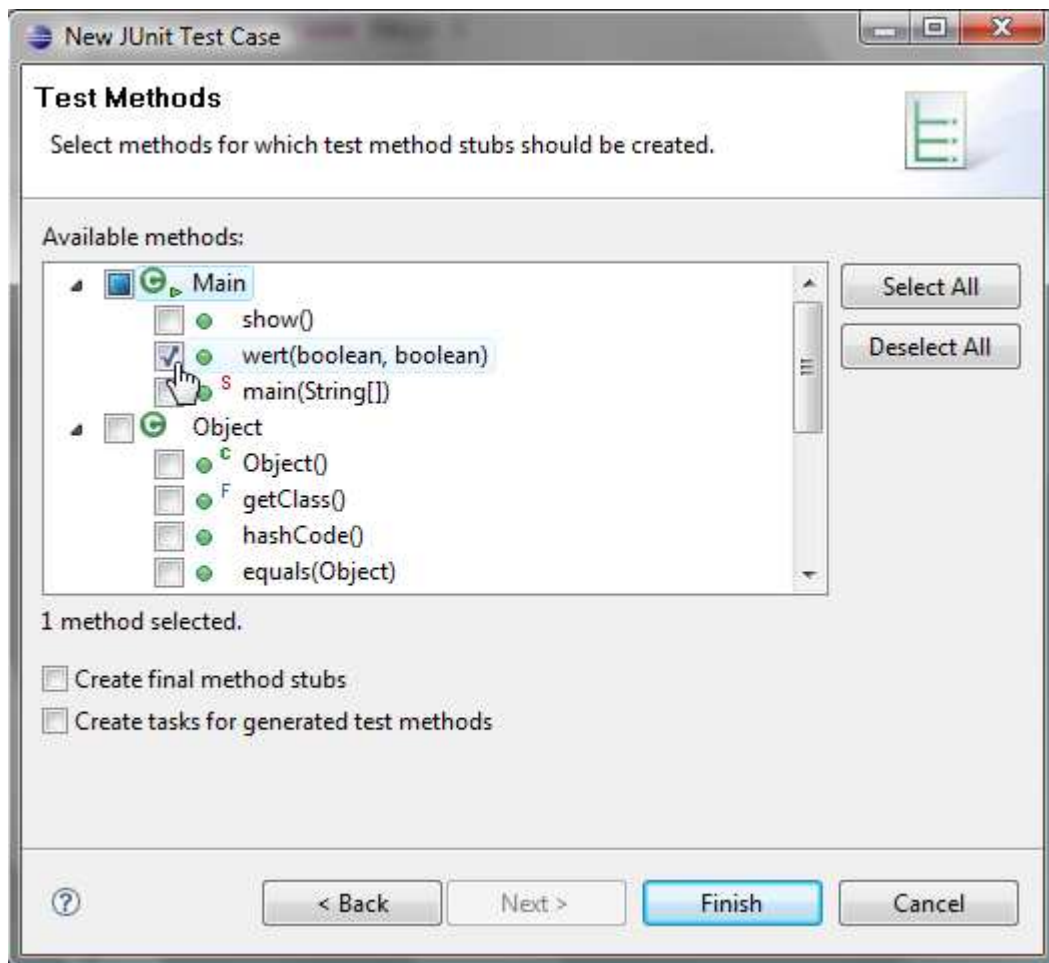 New JUnit Test Case
Test Methods
Select methods for which test method stubs should be created.
Available methods:
Main
Select All
show()
wert(boolean, boolean)
Deselect All
S main(String[])
Object
C Object()
F getClass()
hashCode()
equals(Object)
1 method selected.
Create final method stubs
Create tasks for generated test methods
? < Back Next > Finish Cancel